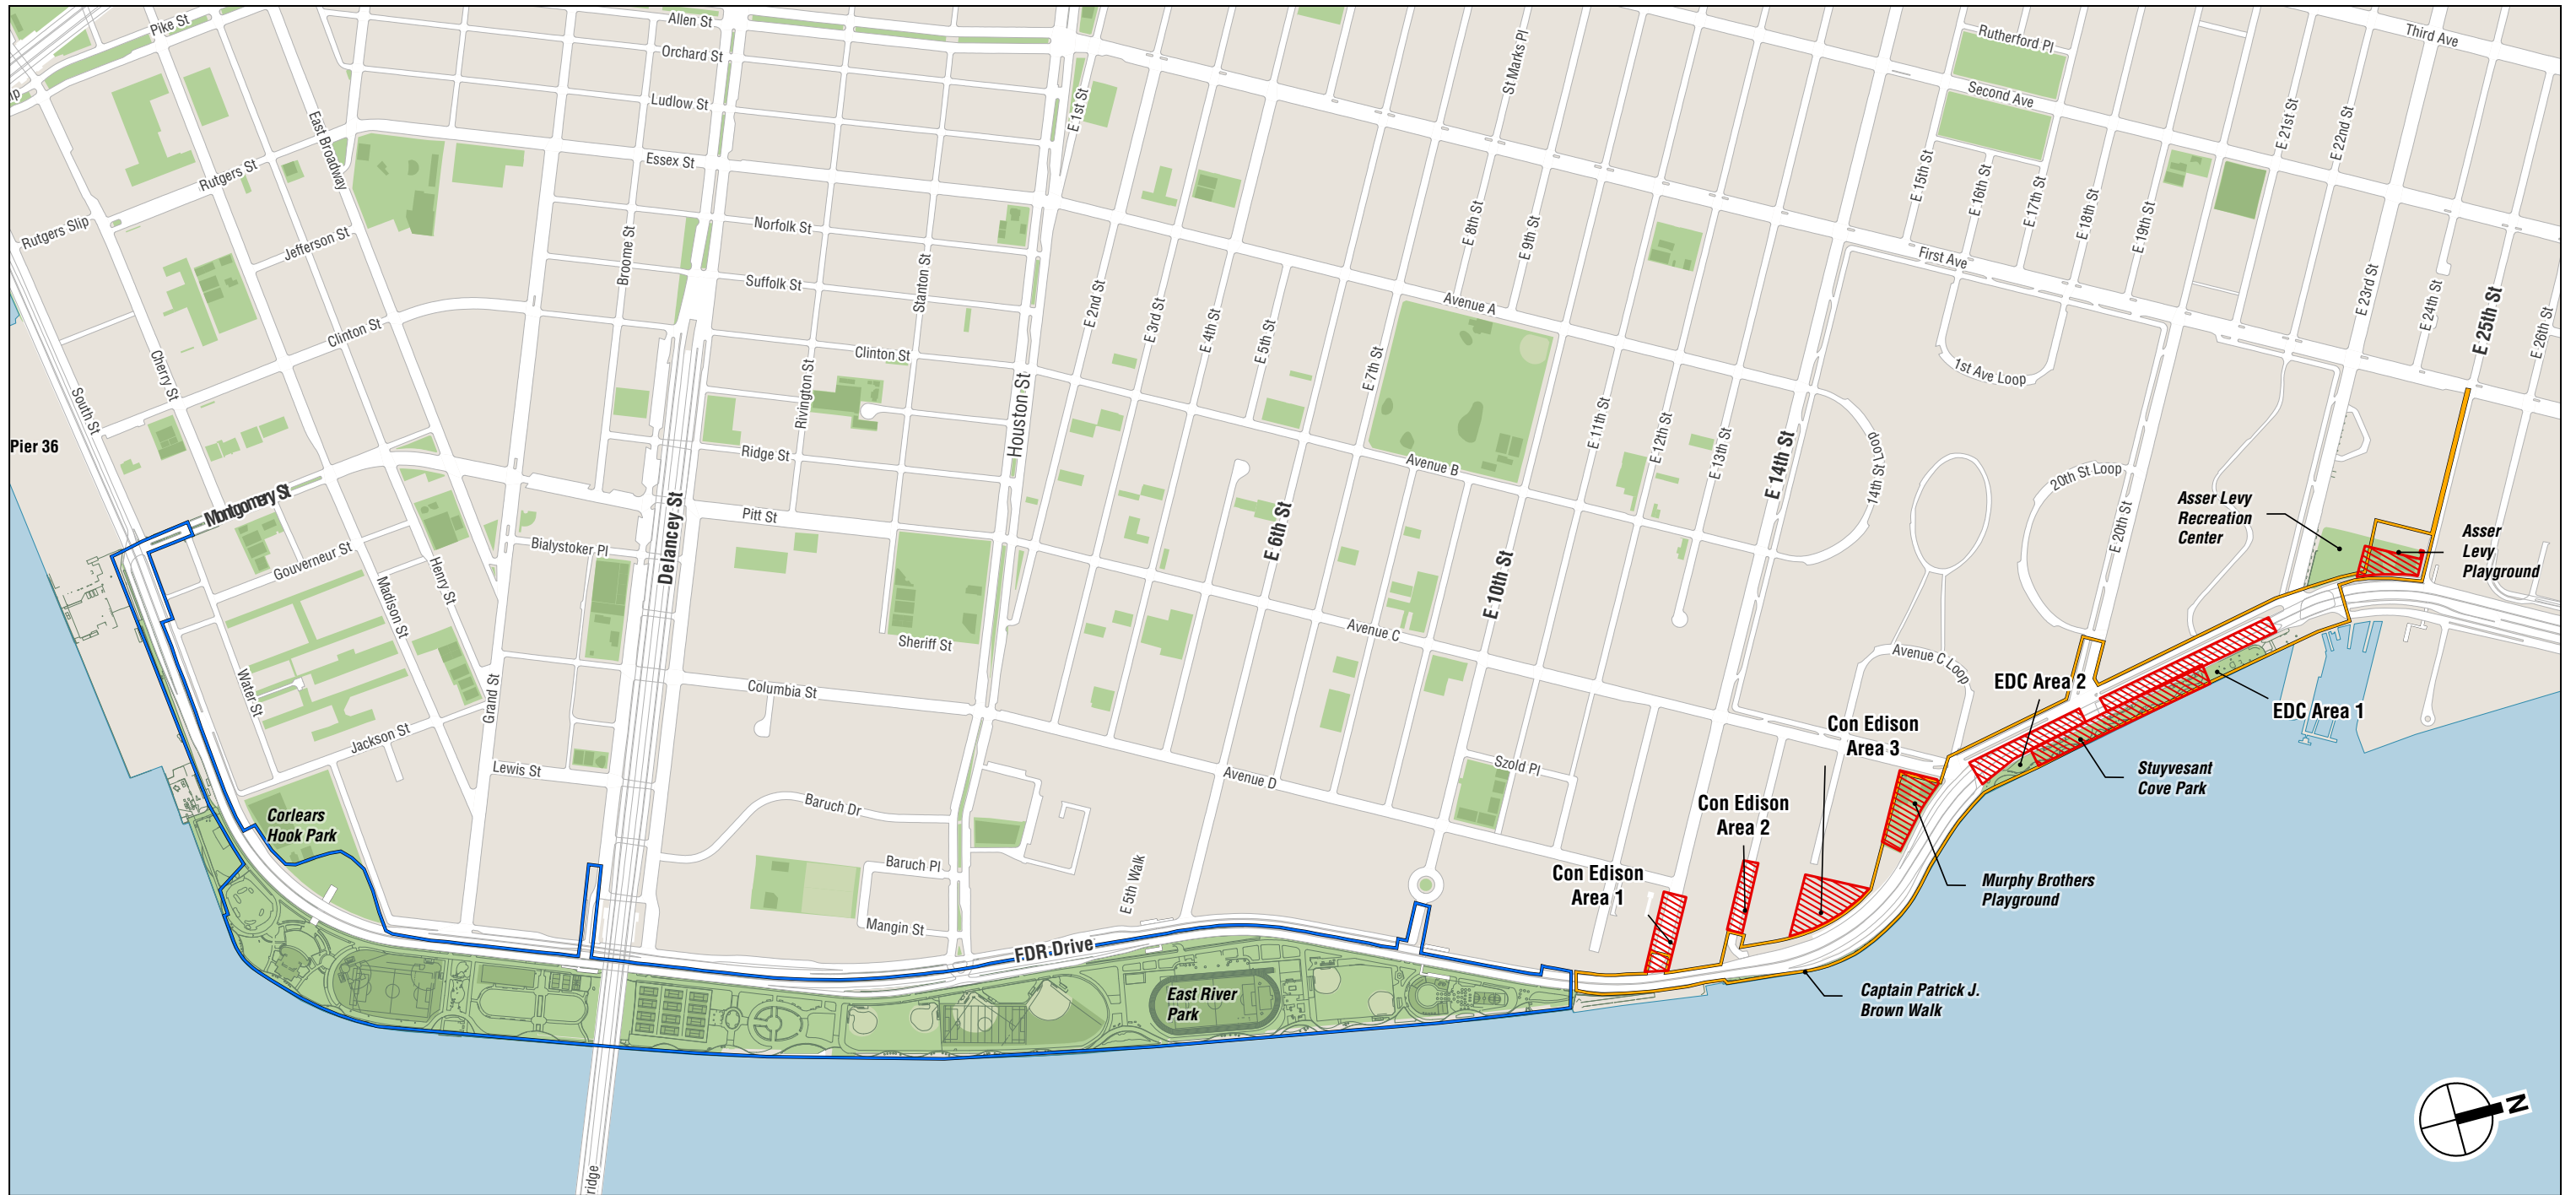 Pike St
Allen St
Orchard St
Ludlow St
Essex St
Norfolk St
Suffolk St
Clinton St
Ridge St
Pitt St
Sheriff St
Columbia St
Baruch Dr
Baruch Pl
Mangin St
East Broadway
Rutgers St
Rutgers Slip
Jefferson St
Clinton St
Cherry St
South St
Pier 36
Montgomery St
Gouverneur St
Henry St
Madison St
Water St
Jackson St
Grand St
Lewis St
Bialystoker Pl
Broome St
Delancey St
Rivington St
Stanton St
Houston St
E 1st St
E 2nd St
E 3rd St
E 4th St
E 5th St
E 6th St
E 7th St
E 8th St
St Marks Pl
E 9th St
E 10th St
E 11th St
E 12th St
E 13th St
E 14th St
E 15th St
E 16th St
E 17th St
E 18th St
E 19th St
E 20th St
E 21st St
E 22nd St
E 23rd St
E 24th St
E 25th St
E 26th St
Rutherford Pl
Third Ave
Second Ave
First Ave
1st Ave Loop
14th St Loop
20th St Loop
Avenue A
Avenue B
Avenue C
Avenue C Loop
Avenue D
Szold Pl
E 5th Walk
FDR Drive
Corlears
Hook Park
East River
Park
Con Edison
Area 1
Con Edison
Area 2
Con Edison
Area 3
Murphy Brothers
Playground
Captain Patrick J.
Brown Walk
EDC Area 2
EDC Area 1
Stuyvesant
Cove Park
Asser Levy
Recreation
Center
Asser
Levy
Playground
N